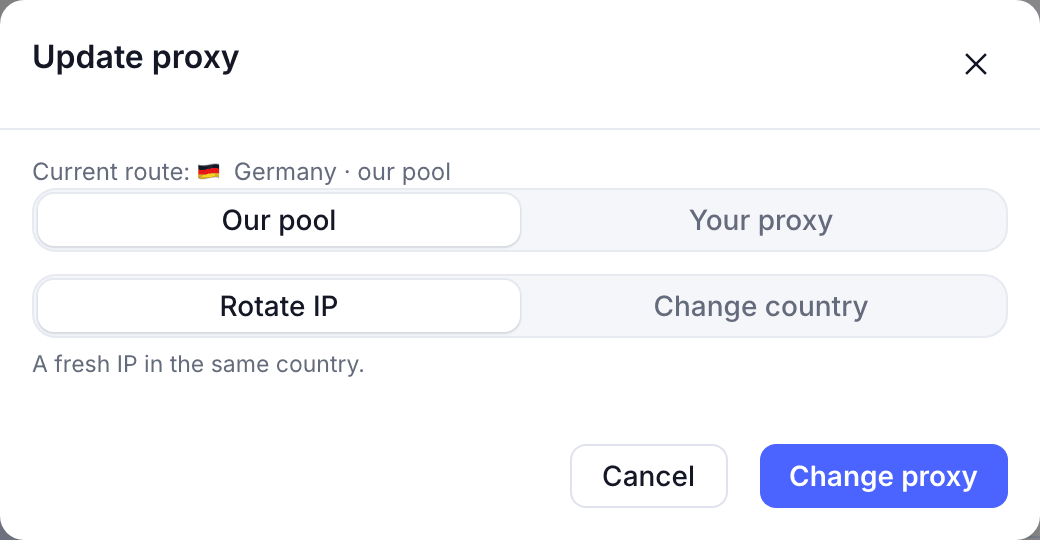 Update proxy
Current route: 🇩🇪 Germany · our pool
Our pool
Your proxy
Rotate IP
Change country
A fresh IP in the same country.
Cancel
Change proxy